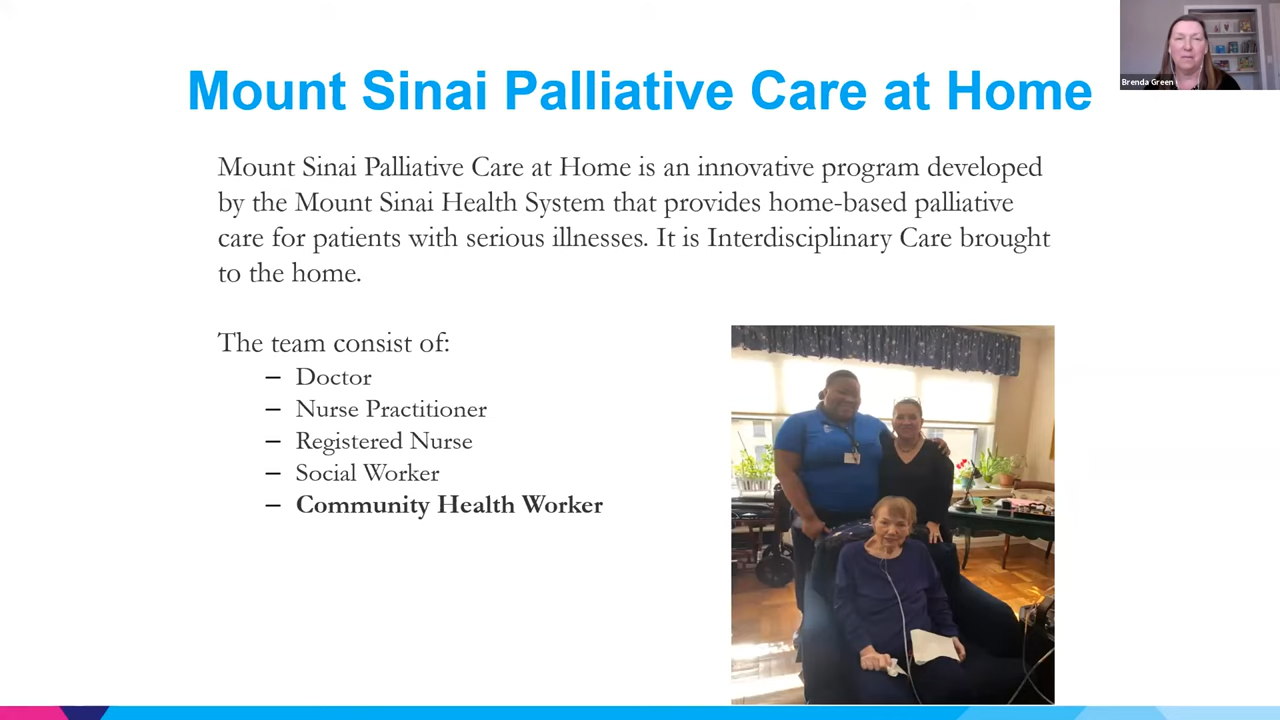 Mount Sinai Palliative Care at Home
Brenda Green
Mount Sinai Palliative Care at Home is an innovative program developed
by the Mount Sinai Health System that provides home-based palliative
care for patients with serious illnesses. It is Interdisciplinary Care brought
to the home.
The team consist of:
– Doctor
– Nurse Practitioner
– Registered Nurse
– Social Worker
– Community Health Worker